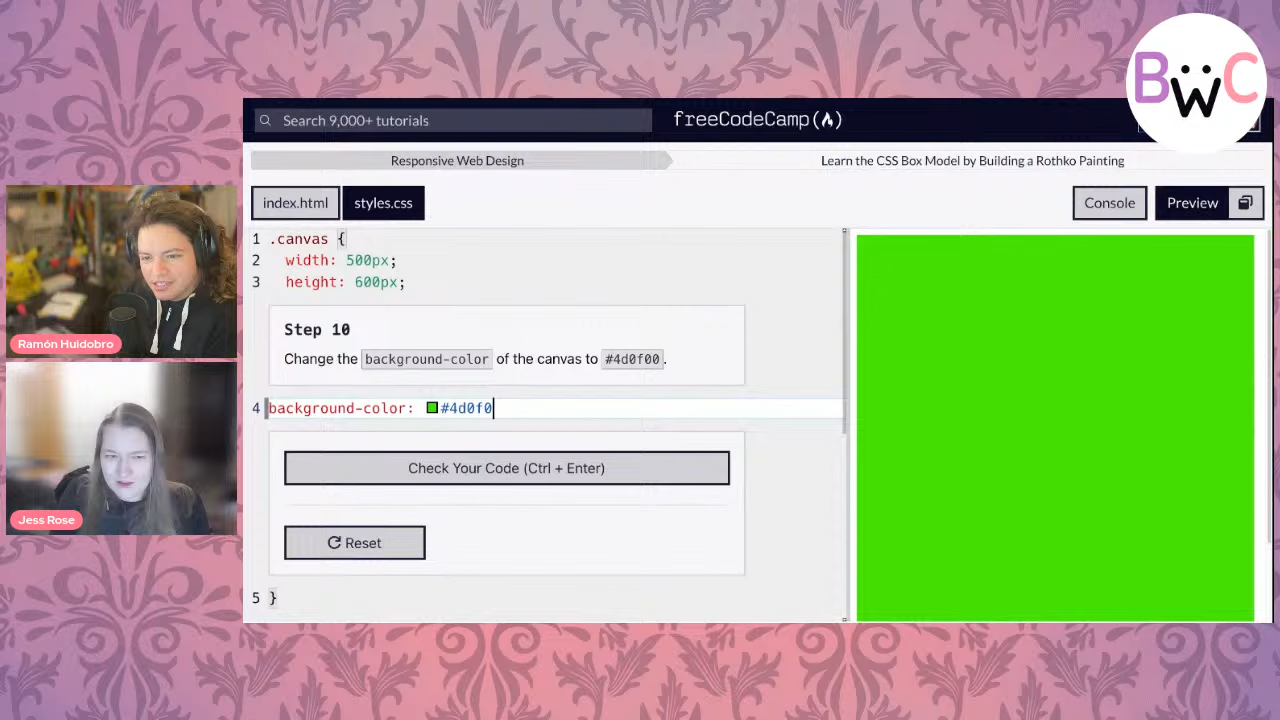 BWC
Search 9,000+ tutorials
freeCodeCamp
Responsive Web Design
Learn the CSS Box Model by Building a Rothko Painting
index.html
styles.css
Console
Preview
1 .canvas {
2 width: 500px;
3 height: 600px;
Step 10
Change the background-color of the canvas to #4d0f00.
4 background-color: #4d0f0
Check Your Code (Ctrl + Enter)
Reset
5 }
Ramón Huidobro
Jess Rose